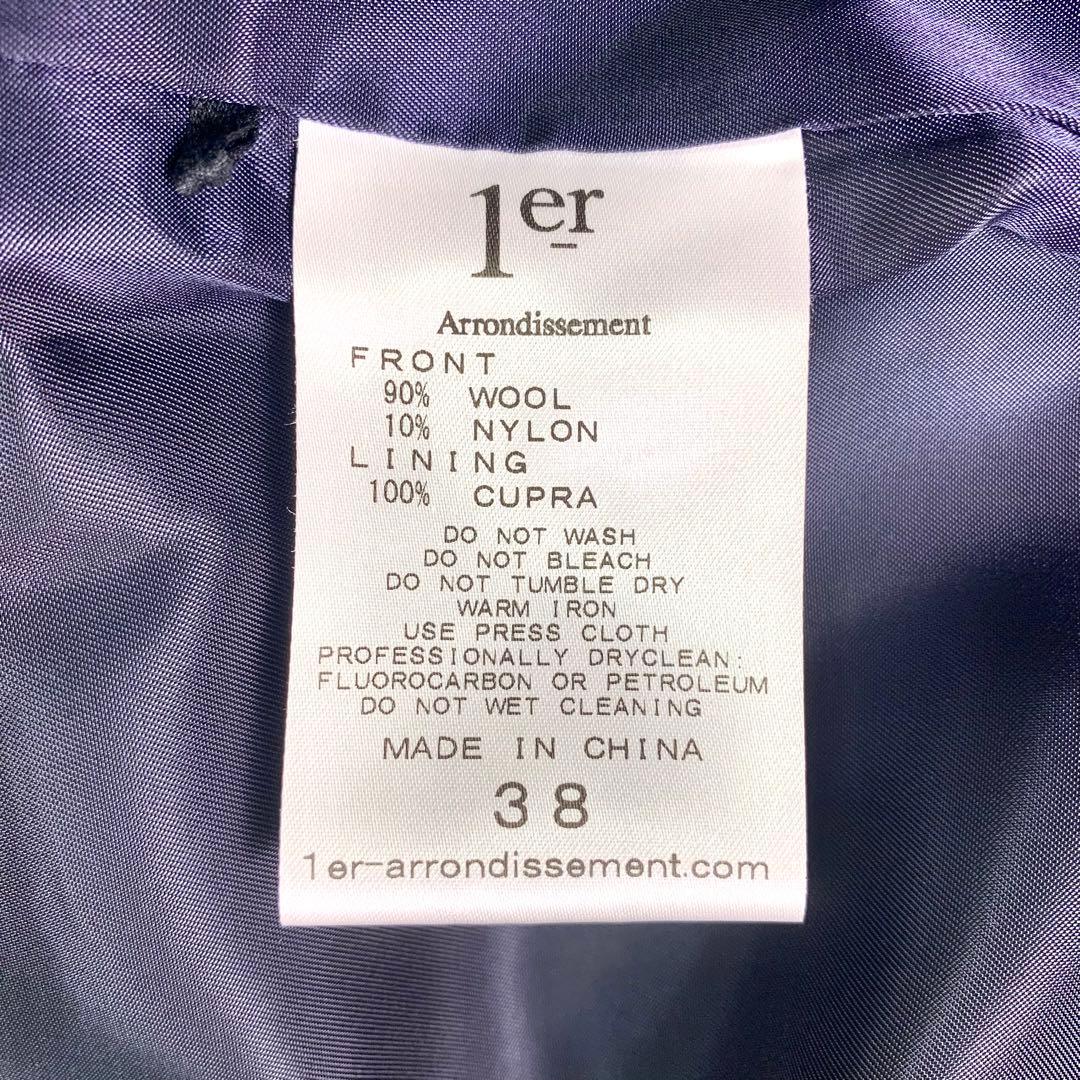 1er
Arrondissement
FRONT
90% WOOL
10% NYLON
LINING
100% CUPRA
DO NOT WASH
DO NOT BLEACH
DO NOT TUMBLE DRY
WARM IRON
USE PRESS CLOTH
PROFESSIONALLY DRYCLEAN:
FLUOROCARBON OR PETROLEUM
DO NOT WET CLEANING
MADE IN CHINA
38
1er-arrondissement.com